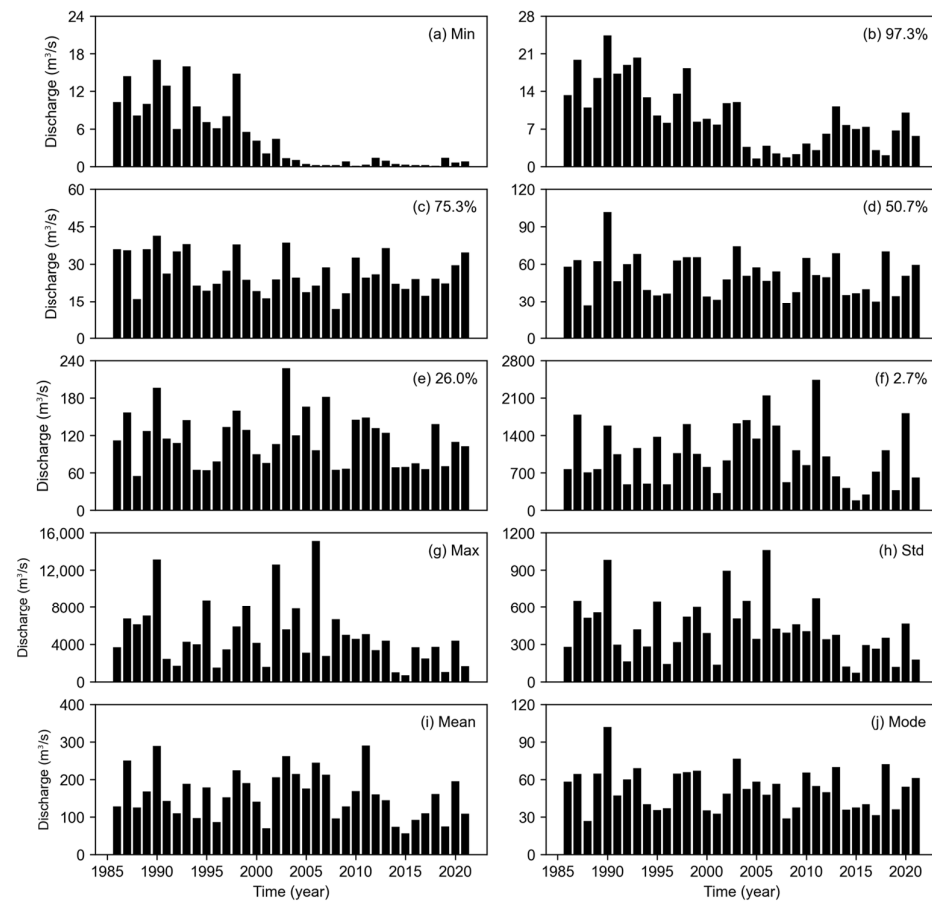 24
18
12
6
0
Discharge (m³/s)
(a) Min
28
21
14
7
0
(b) 97.3%
60
45
30
15
0
Discharge (m³/s)
(c) 75.3%
120
90
60
30
0
(d) 50.7%
240
180
120
60
0
Discharge (m³/s)
(e) 26.0%
2800
2100
1400
700
0
(f) 2.7%
16,000
12,000
8000
4000
0
Discharge (m³/s)
(g) Max
1200
900
600
300
0
(h) Std
400
300
200
100
0
Discharge (m³/s)
(i) Mean
1985 1990 1995 2000 2005 2010 2015 2020
Time (year)
120
90
60
30
0
(j) Mode
1985 1990 1995 2000 2005 2010 2015 2020
Time (year)